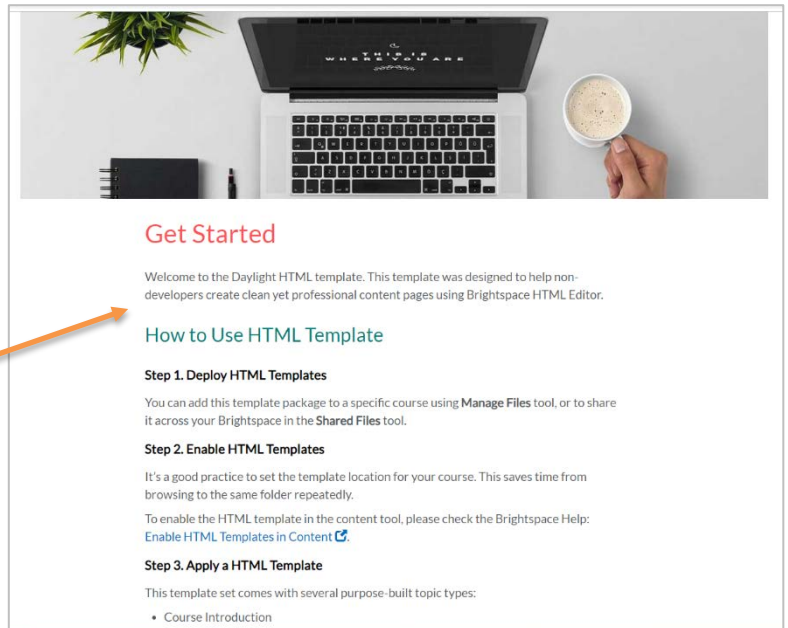 THIS IS
WHERE YOU ARE
Get Started
Welcome to the Daylight HTML template. This template was designed to help non-
developers create clean yet professional content pages using Brightspace HTML Editor.
How to Use HTML Template
Step 1. Deploy HTML Templates
You can add this template package to a specific course using Manage Files tool, or to share
it across your Brightspace in the Shared Files tool.
Step 2. Enable HTML Templates
It's a good practice to set the template location for your course. This saves time from
browsing to the same folder repeatedly.
To enable the HTML template in the content tool, please check the Brightspace Help:
Enable HTML Templates in Content.
Step 3. Apply a HTML Template
This template set comes with several purpose-built topic types:
• Course Introduction